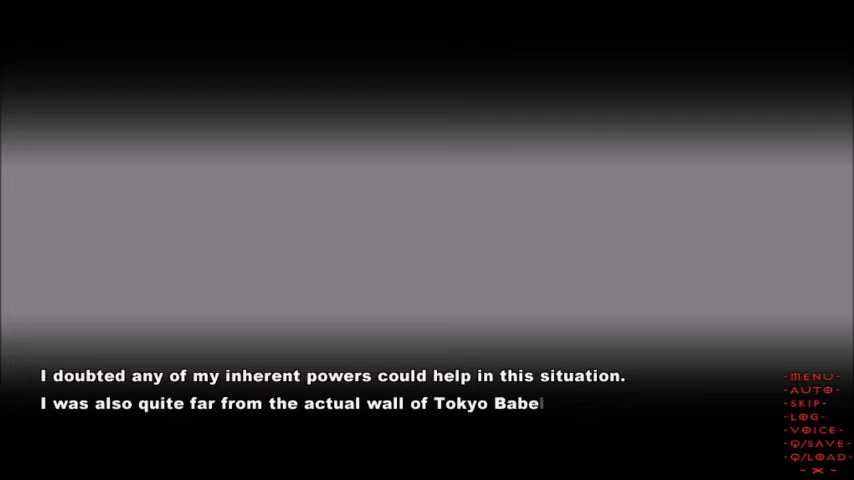 I doubted any of my inherent powers could help in this situation.
I was also quite far from the actual wall of Tokyo Babe
-MENU-
-AUTO-
-SKIP-
-LOG-
-VOICE-
-Q/SAVE-
-Q/LOAD-
-X-